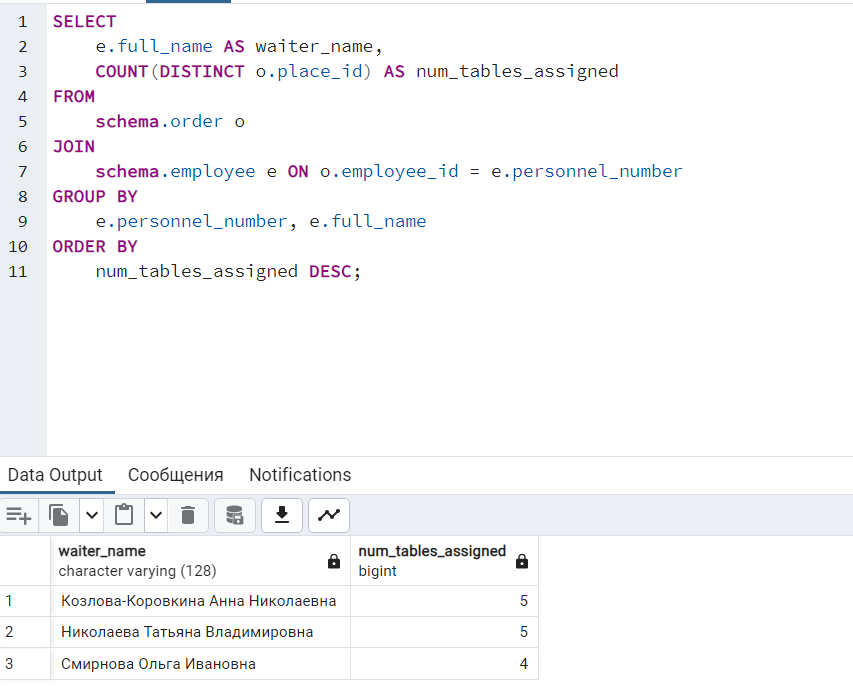 1 SELECT
2 e.full_name AS waiter_name,
3 COUNT(DISTINCT o.place_id) AS num_tables_assigned
4 FROM
5 schema.order o
6 JOIN
7 schema.employee e ON o.employee_id = e.personnel_number
8 GROUP BY
9 e.personnel_number, e.full_name
10 ORDER BY
11 num_tables_assigned DESC;
Data Output Сообщения Notifications
waiter_name num_tables_assigned
character varying (128) bigint
1 Козлова-Коровкина Анна Николаевна 5
2 Николаева Татьяна Владимировна 5
3 Смирнова Ольга Ивановна 4